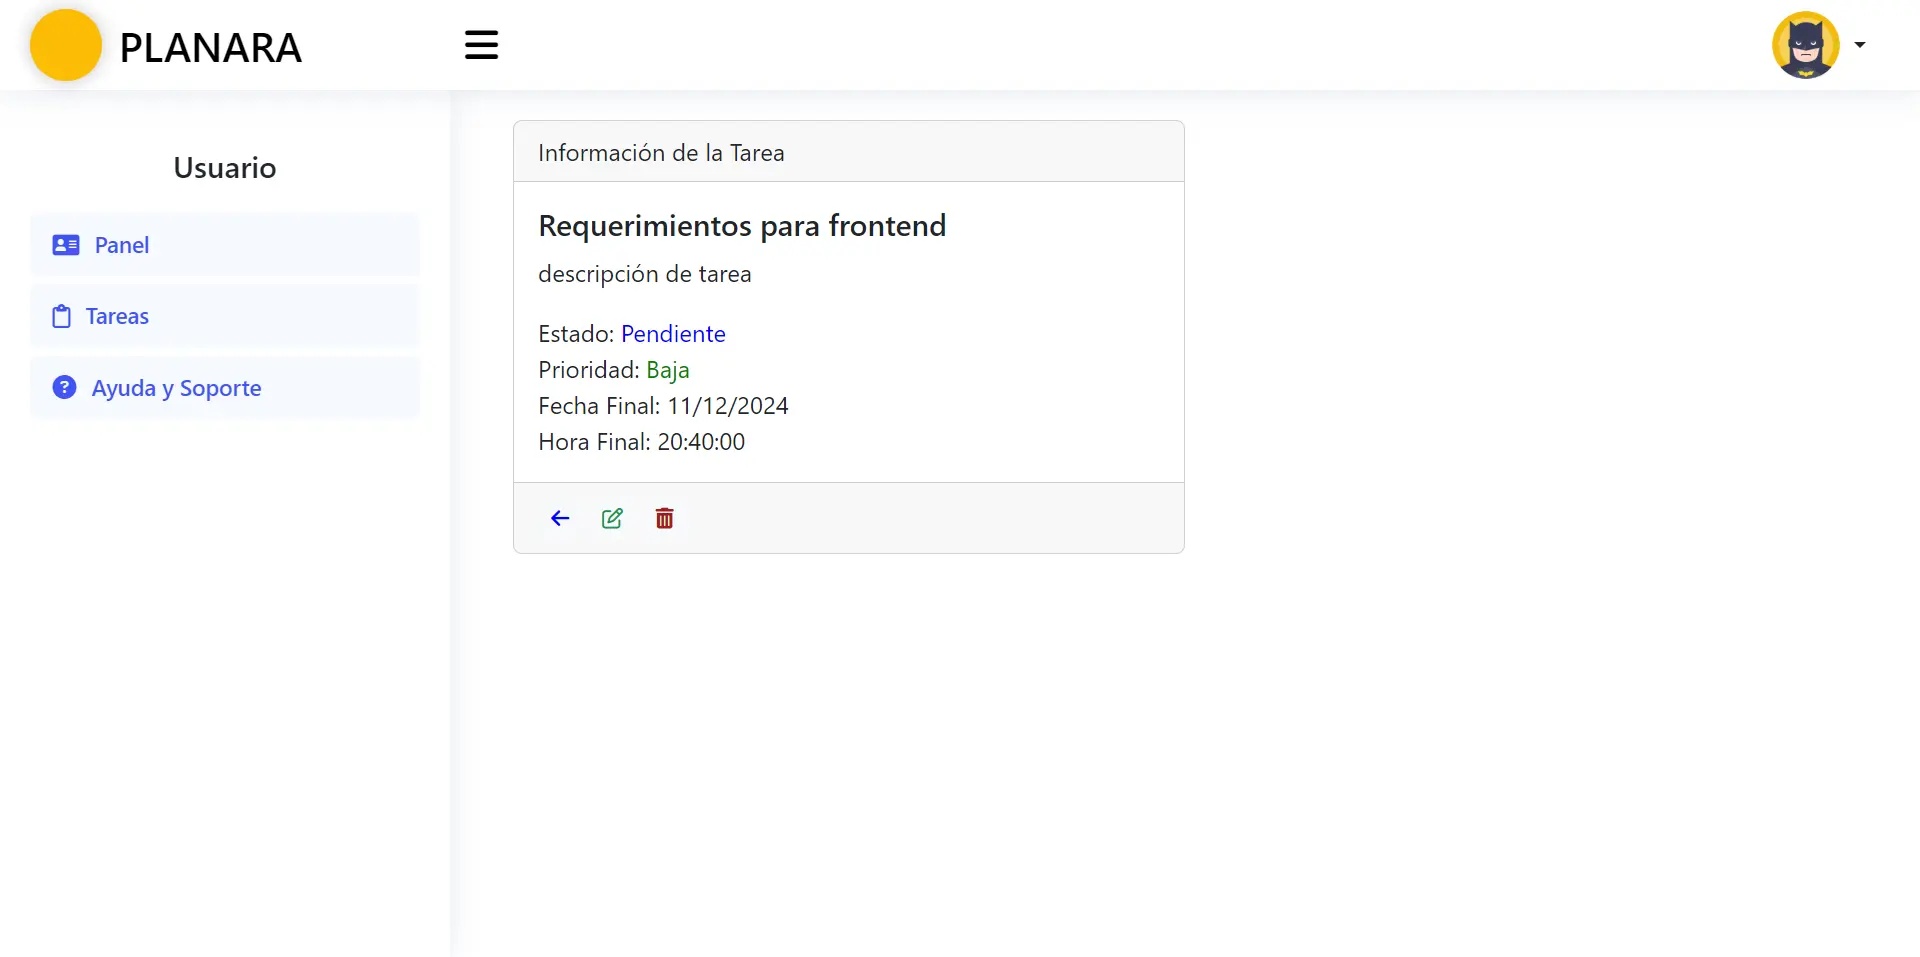 PLANARA
Usuario
Panel
Tareas
Ayuda y Soporte
Información de la Tarea
Requerimientos para frontend
descripción de tarea
Estado: Pendiente
Prioridad: Baja
Fecha Final: 11/12/2024
Hora Final: 20:40:00